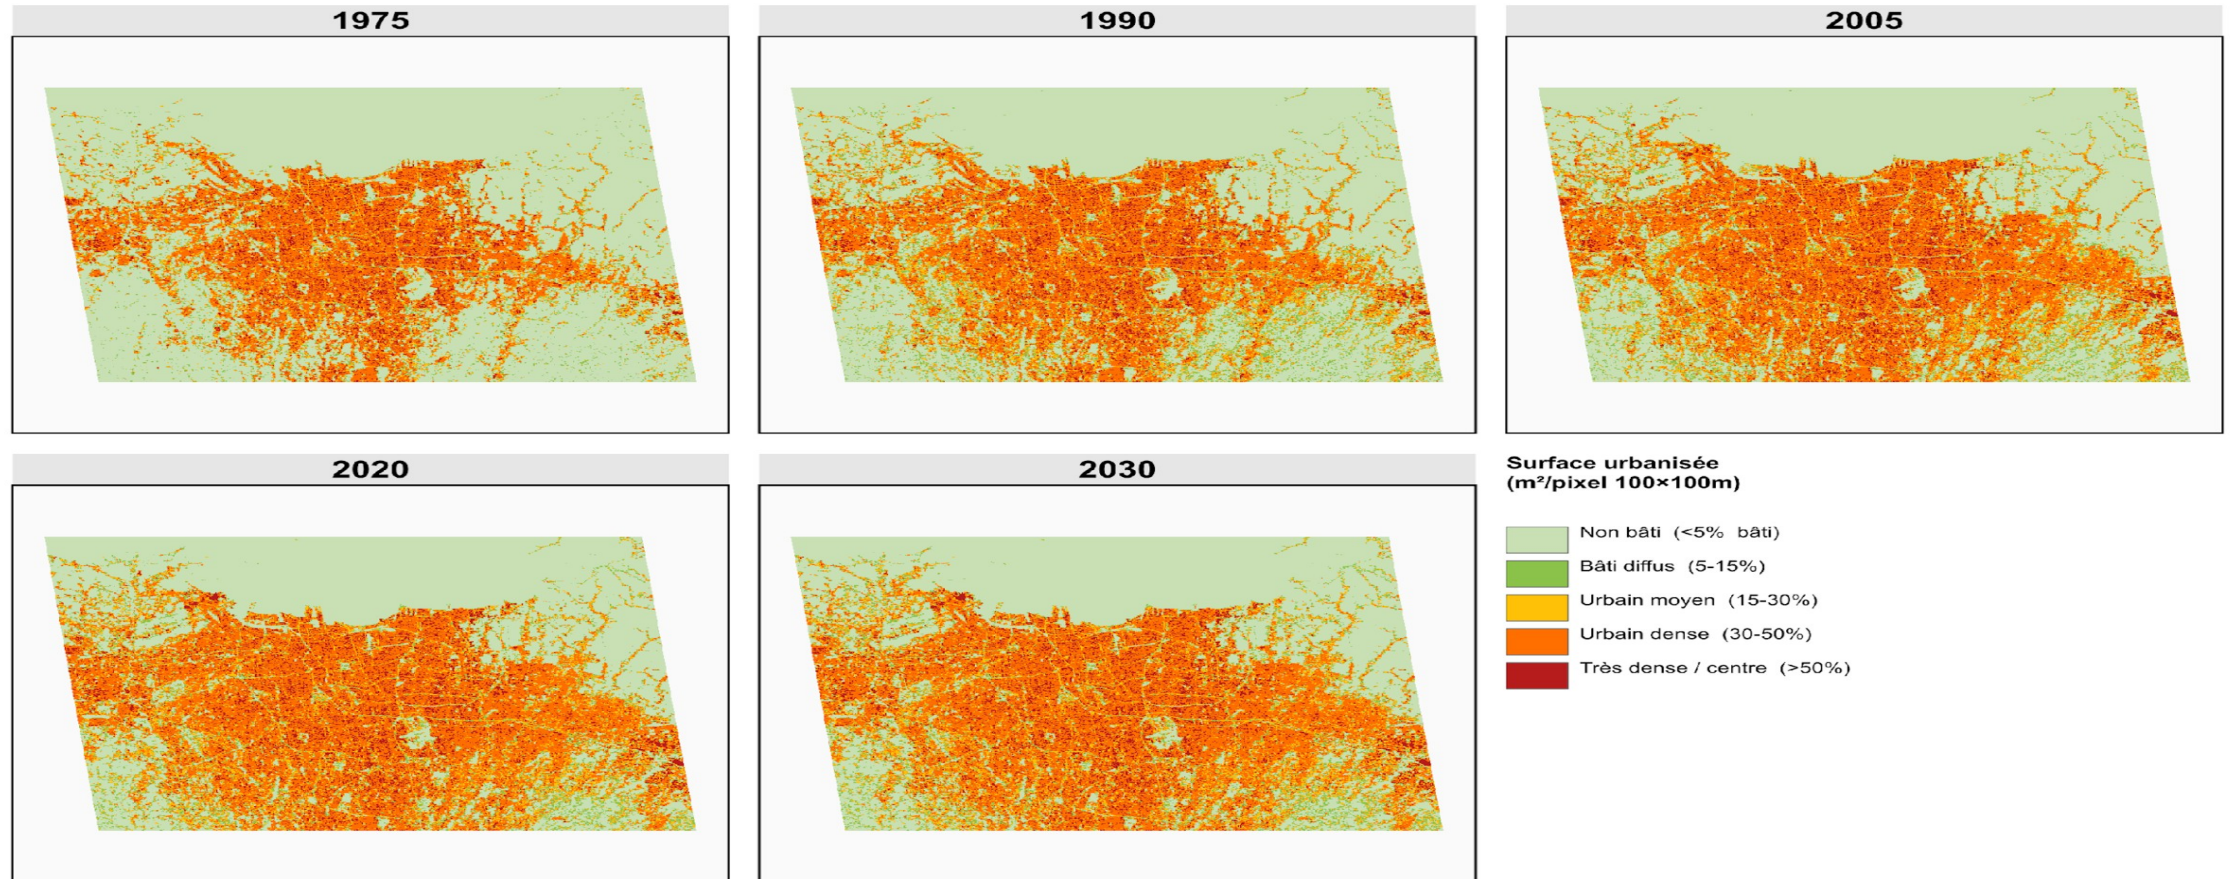 1975
1990
2005
2020
2030
Surface urbanisée
(m²/pixel 100×100m)
Non bâti (<5% bâti)
Bâti diffus (5-15%)
Urbain moyen (15-30%)
Urbain dense (30-50%)
Très dense / centre (>50%)